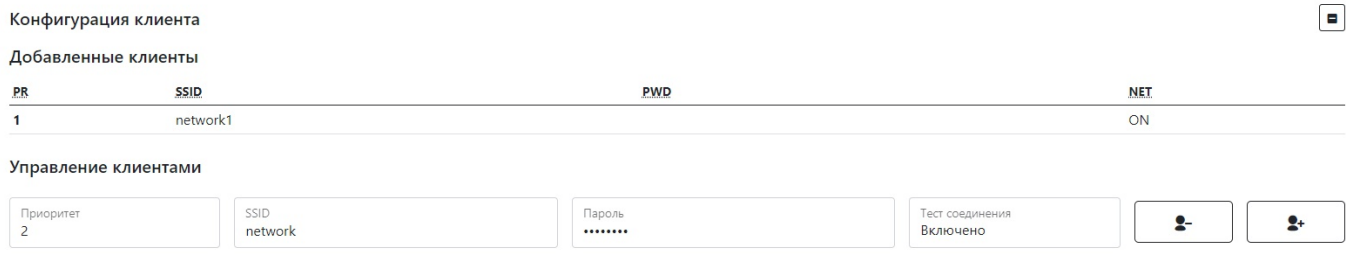 Конфигурация клиента
Добавленные клиенты
PR SSID PWD NET
1 network1 ON
Управление клиентами
Приоритет SSID Пароль Тест соединения
2 network •••••••• Включено